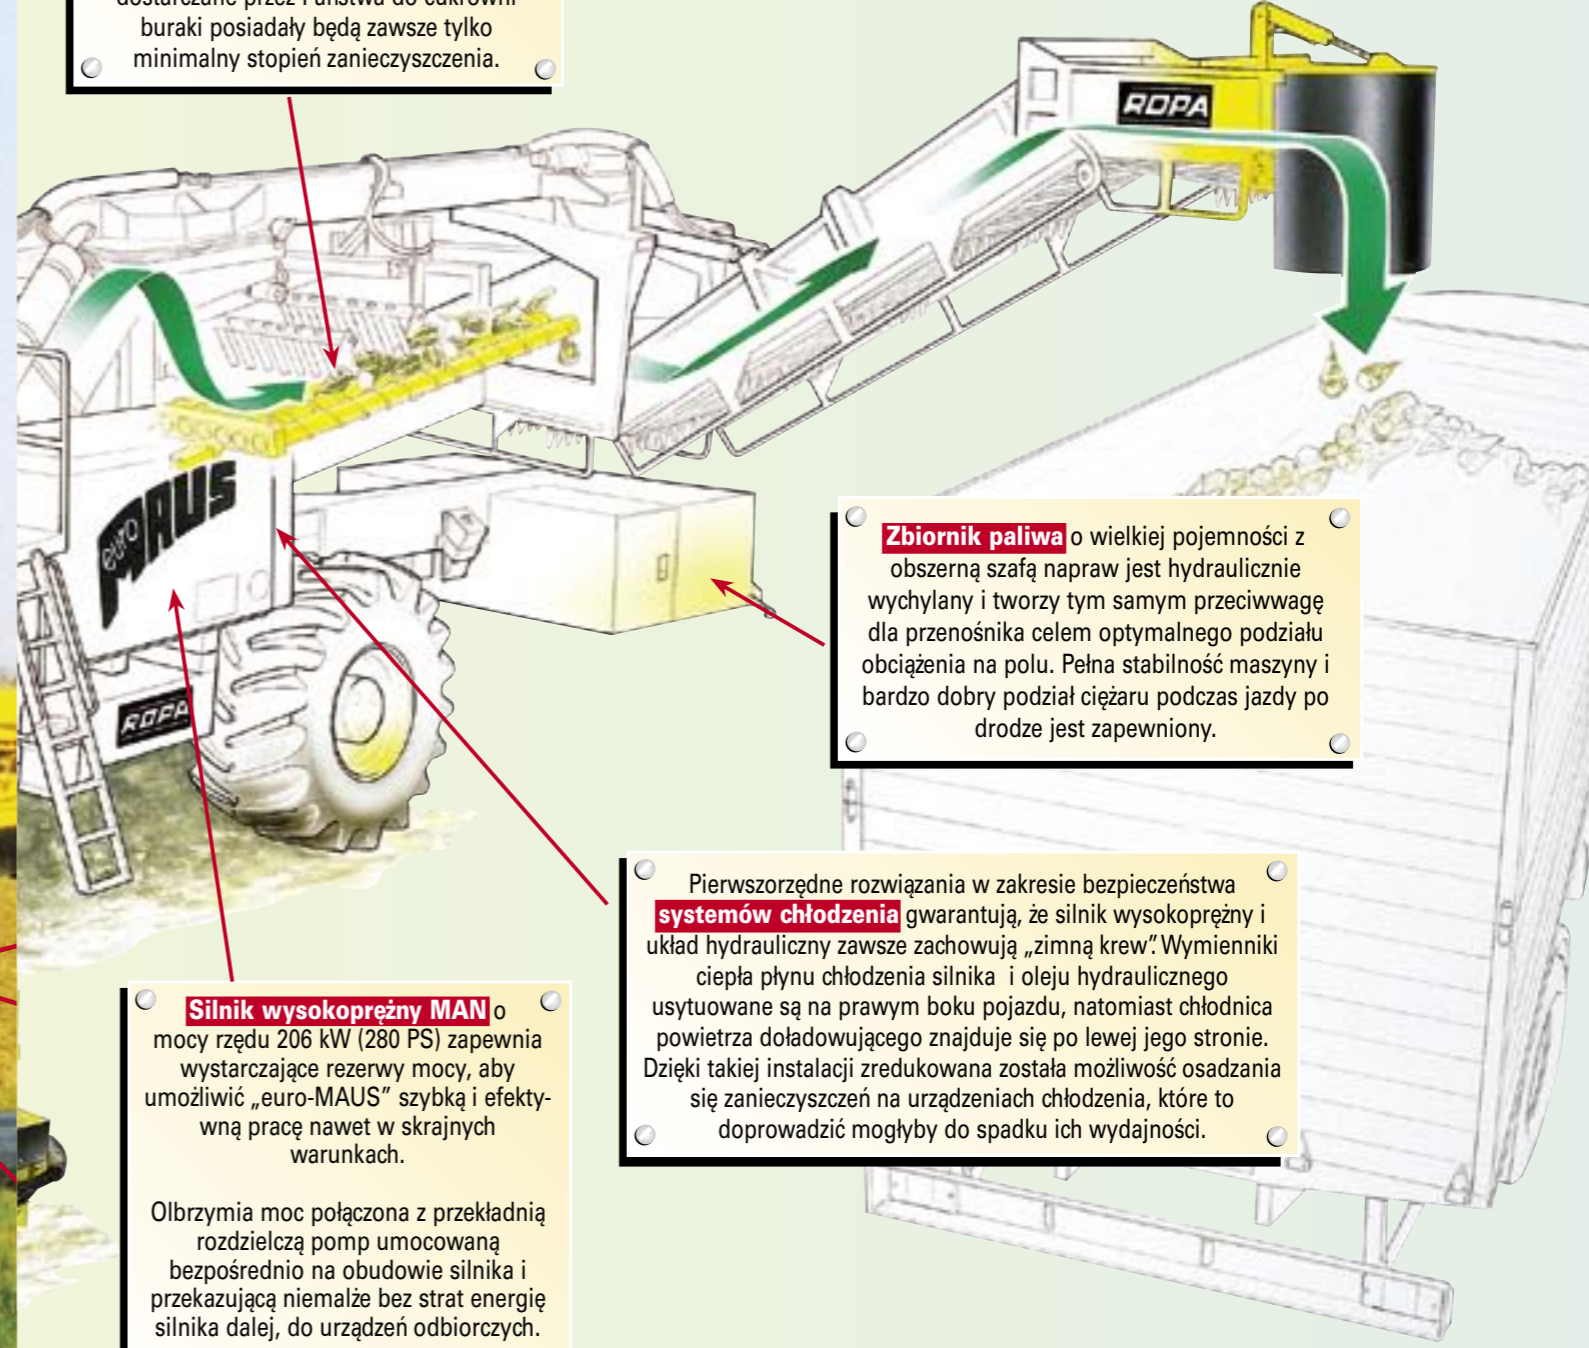 dostarczane przez Państwa do cukrowni
buraki posiadały będą zawsze tylko
minimalny stopień zanieczyszczenia.
ROPA
euro MAUS
ROPA
Zbiornik paliwa o wielkiej pojemności z
obszerną szafą napraw jest hydraulicznie
wychylany i tworzy tym samym przeciwwagę
dla przenośnika celem optymalnego podziału
obciążenia na polu. Pełna stabilność maszyny i
bardzo dobry podział ciężaru podczas jazdy po
drodze jest zapewniony.
Pierwszorzędne rozwiązania w zakresie bezpieczeństwa
systemów chłodzenia gwarantują, że silnik wysokoprężny i
układ hydrauliczny zawsze zachowują „zimną krew”. Wymienniki
ciepła płynu chłodzenia silnika i oleju hydraulicznego
usytuowane są na prawym boku pojazdu, natomiast chłodnica
powietrza doładowującego znajduje się po lewej jego stronie.
Dzięki takiej instalacji zredukowana została możliwość osadzania
się zanieczyszczeń na urządzeniach chłodzenia, które to
doprowadzić mogłyby do spadku ich wydajności.
Silnik wysokoprężny MAN o
mocy rzędu 206 kW (280 PS) zapewnia
wystarczające rezerwy mocy, aby
umożliwić „euro-MAUS” szybką i efekty-
wną pracę nawet w skrajnych
warunkach.
Olbrzymia moc połączona z przekładnią
rozdzielczą pomp umocowaną
bezpośrednio na obudowie silnika i
przekazującą niemalże bez strat energię
silnika dalej, do urządzeń odbiorczych.